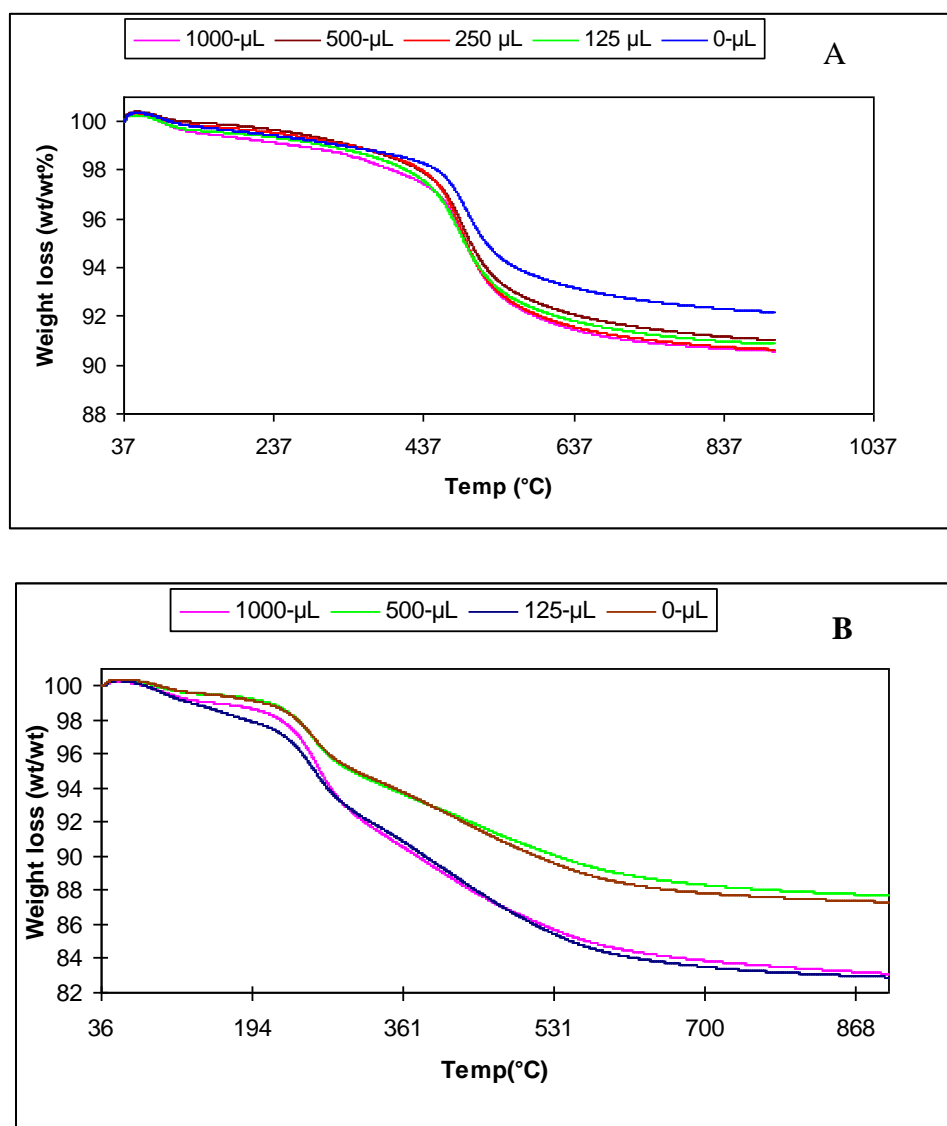 1000-µL 500-µL 250 µL 125 µL 0-µL
A
Weight loss (wt/wt%)
100
98
96
94
92
90
88
37 237 437 637 837 1037
Temp (°C)
1000-µL 500-µL 125-µL 0-µL
B
Weight loss (wt/wt)
100
98
96
94
92
90
88
86
84
82
36 194 361 531 700 868
Temp(°C)